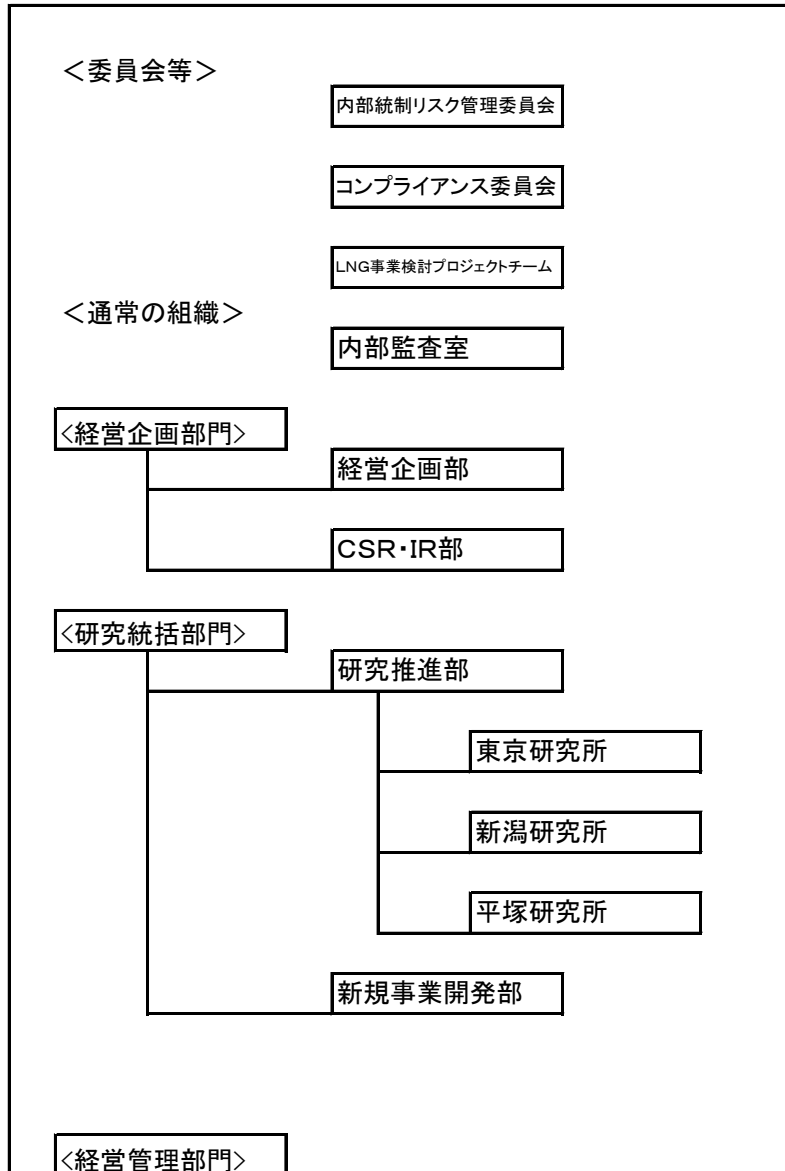 ＜委員会等＞
内部統制リスク管理委員会
コンプライアンス委員会
LNG事業検討プロジェクトチーム
＜通常の組織＞
内部監査室
<経営企画部門>
経営企画部
CSR・IR部
<研究統括部門>
研究推進部
東京研究所
新潟研究所
平塚研究所
新規事業開発部
<経営管理部門>